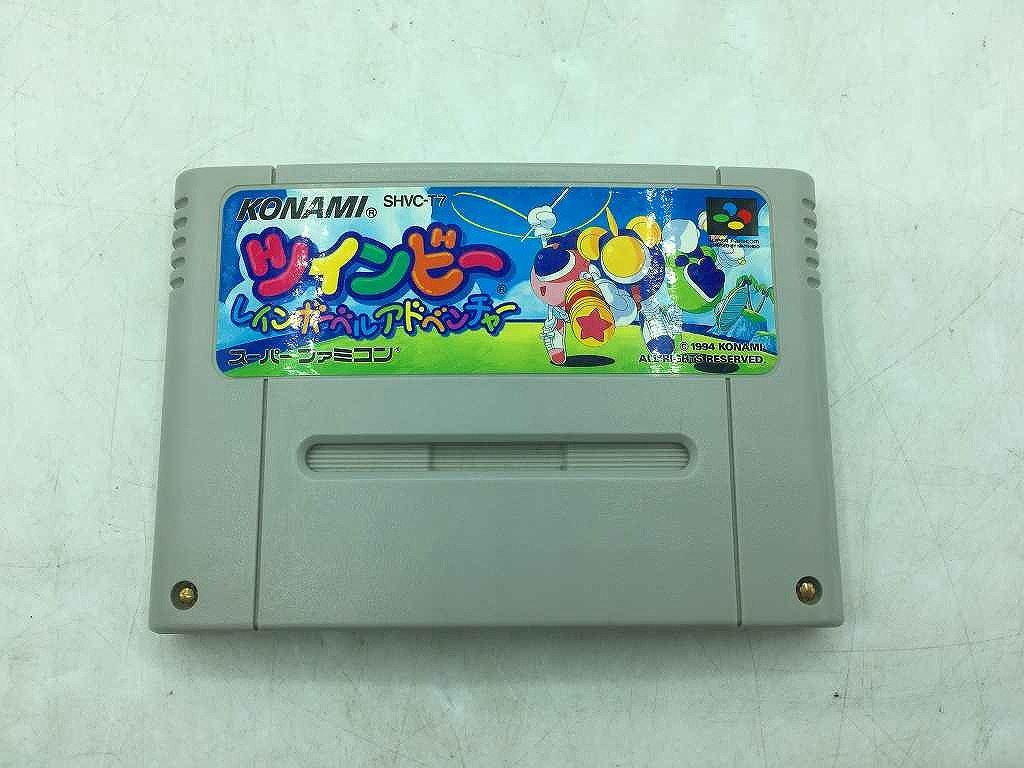 KONAMI® SHVC-T7
ツインビー®
レインボーベルアドベンチャー
スーパーファミコン®
© 1994 KONAMI
ALL RIGHTS RESERVED.